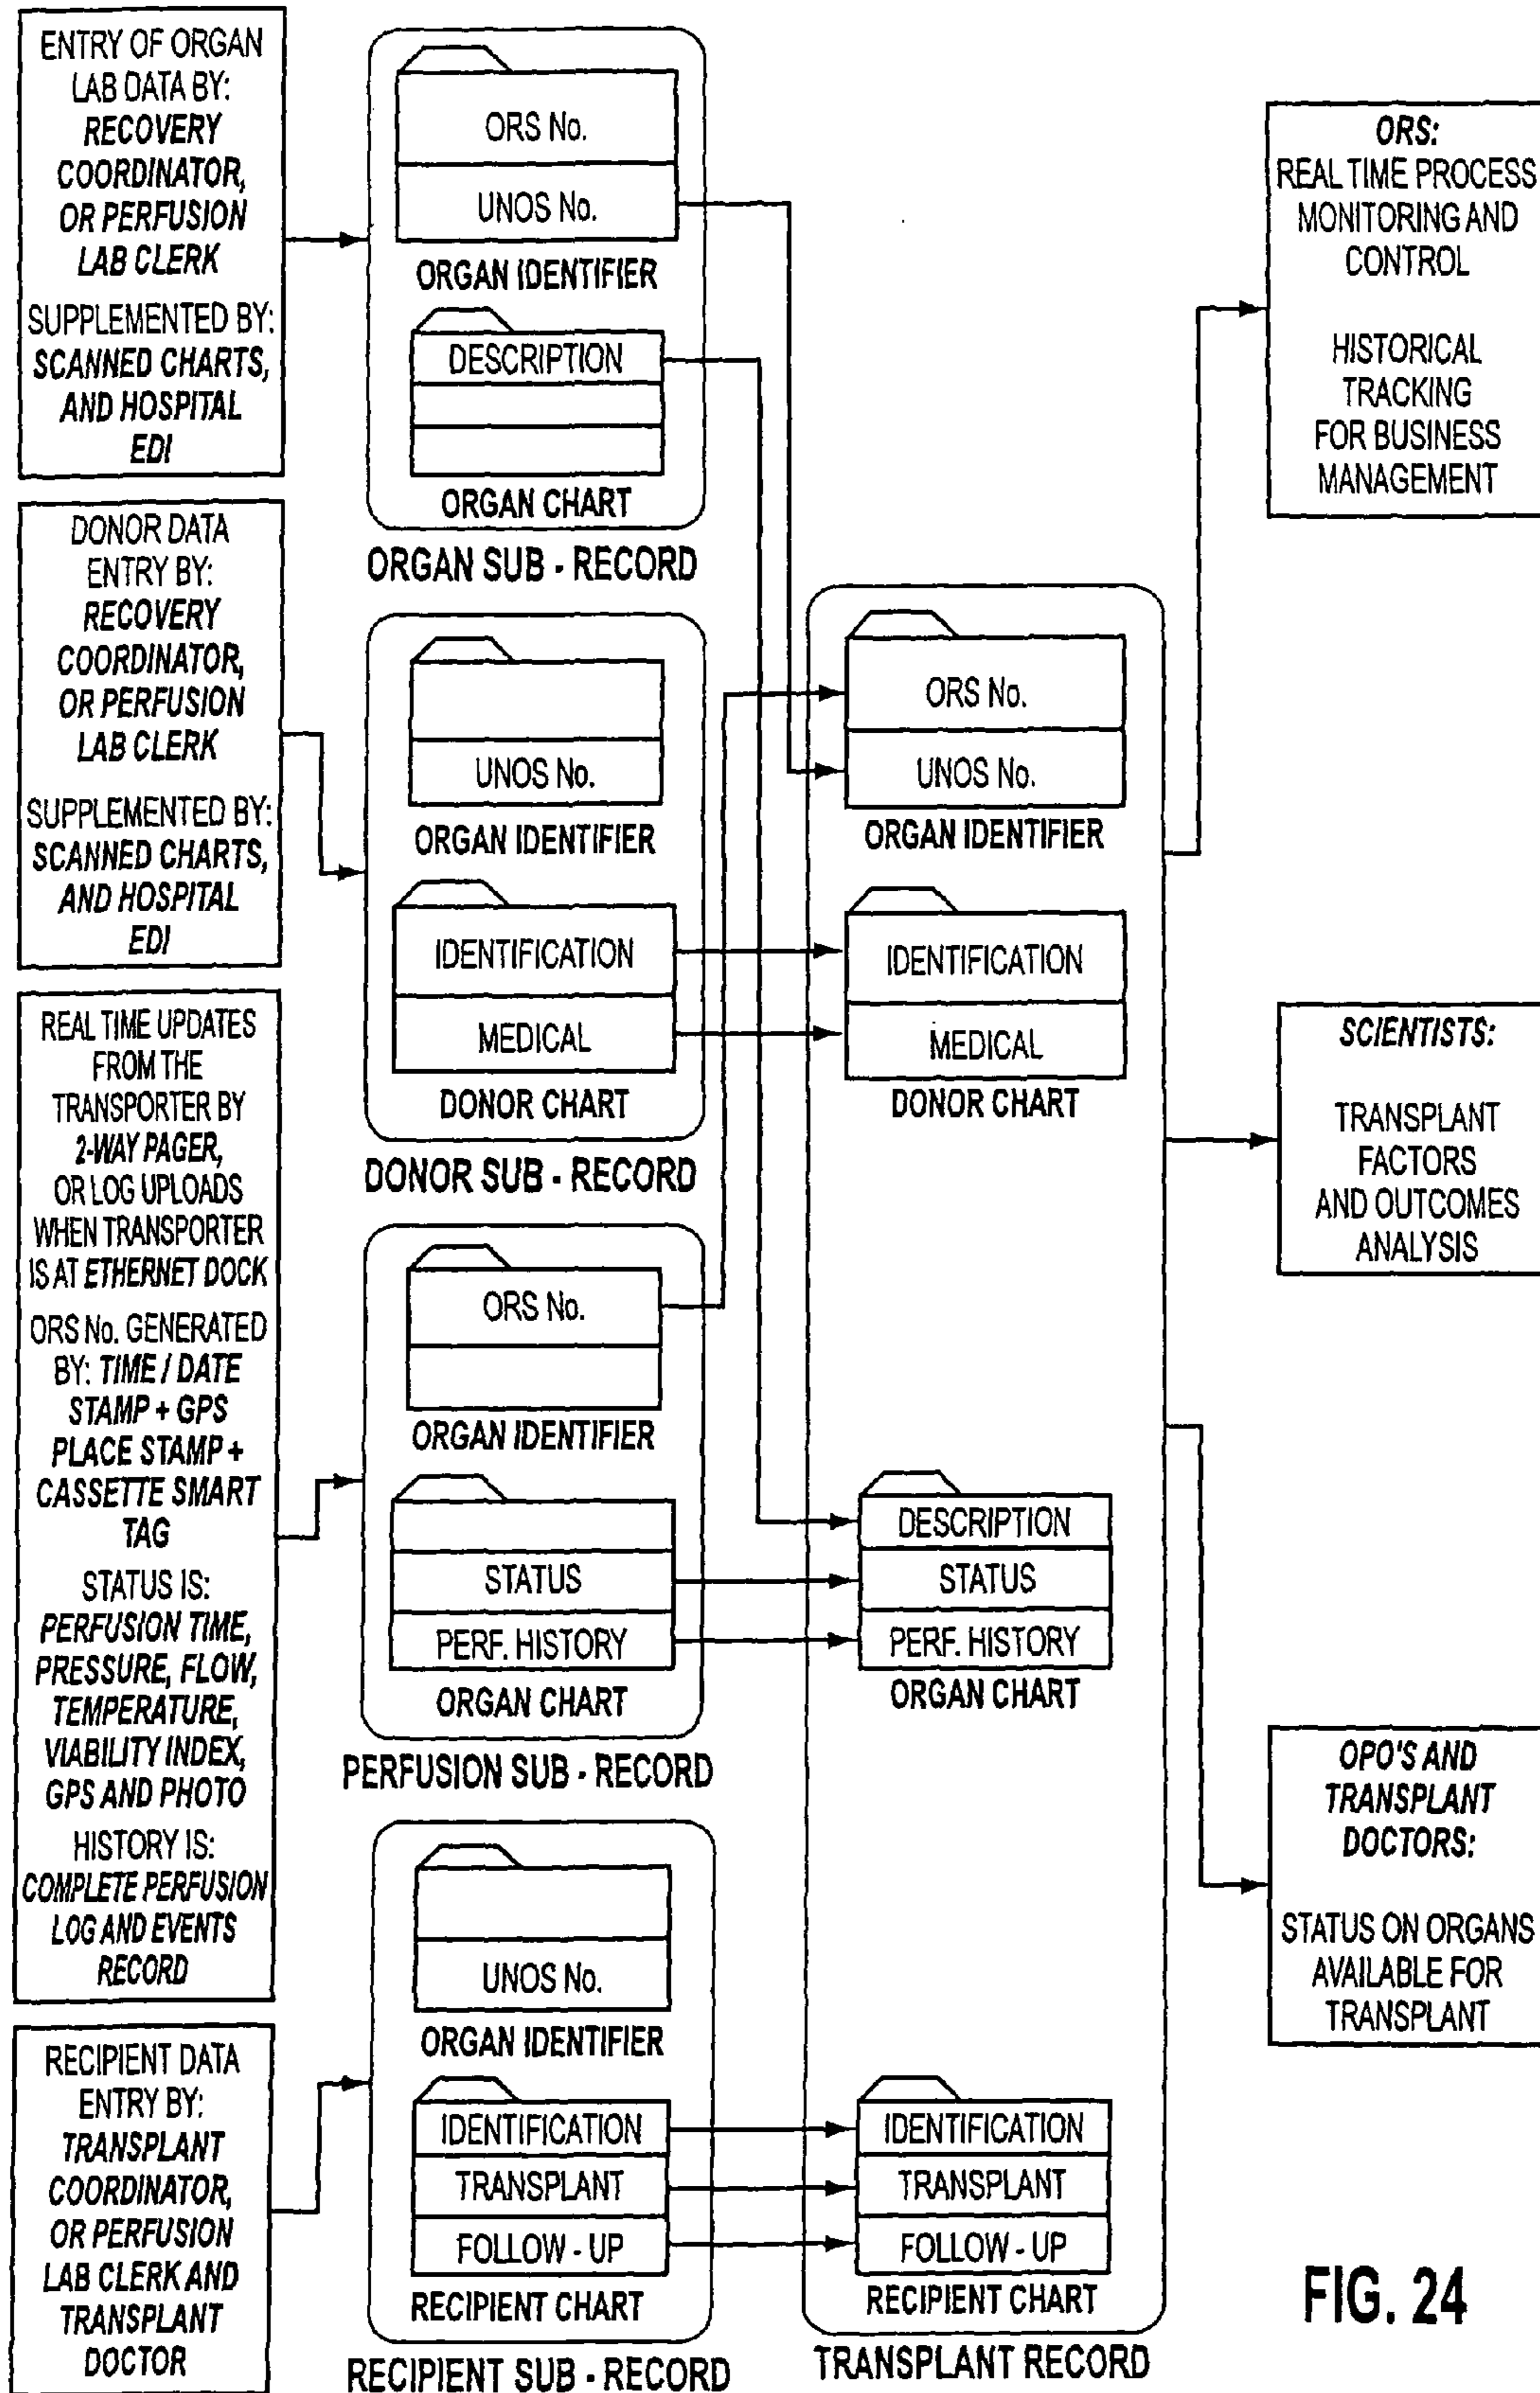 ENTRY OF ORGAN
LAB DATA BY:
RECOVERY
COORDINATOR,
OR PERFUSION
LAB CLERK
SUPPLEMENTED BY:
SCANNED CHARTS,
AND HOSPITAL
EDI
DONOR DATA
ENTRY BY:
RECOVERY
COORDINATOR,
OR PERFUSION
LAB CLERK
SUPPLEMENTED BY:
SCANNED CHARTS,
AND HOSPITAL
EDI
REAL TIME UPDATES
FROM THE
TRANSPORTER BY
2-WAY PAGER,
OR LOG UPLOADS
WHEN TRANSPORTER
IS AT ETHERNET DOCK
ORS No. GENERATED
BY: TIME / DATE
STAMP + GPS
PLACE STAMP +
CASSETTE SMART
TAG
STATUS IS:
PERFUSION TIME,
PRESSURE, FLOW,
TEMPERATURE,
VIABILITY INDEX,
GPS AND PHOTO
HISTORY IS:
COMPLETE PERFUSION
LOG AND EVENTS
RECORD
RECIPIENT DATA
ENTRY BY:
TRANSPLANT
COORDINATOR,
OR PERFUSION
LAB CLERK AND
TRANSPLANT
DOCTOR
ORS No.
UNOS No.
ORGAN IDENTIFIER
DESCRIPTION
ORGAN CHART
ORGAN SUB - RECORD
UNOS No.
ORGAN IDENTIFIER
IDENTIFICATION
MEDICAL
DONOR CHART
DONOR SUB - RECORD
ORS No.
ORGAN IDENTIFIER
STATUS
PERF. HISTORY
ORGAN CHART
PERFUSION SUB - RECORD
UNOS No.
ORGAN IDENTIFIER
IDENTIFICATION
TRANSPLANT
FOLLOW - UP
RECIPIENT CHART
RECIPIENT SUB - RECORD
ORS No.
UNOS No.
ORGAN IDENTIFIER
IDENTIFICATION
MEDICAL
DONOR CHART
DESCRIPTION
STATUS
PERF. HISTORY
ORGAN CHART
IDENTIFICATION
TRANSPLANT
FOLLOW - UP
RECIPIENT CHART
TRANSPLANT RECORD
ORS:
REAL TIME PROCESS
MONITORING AND
CONTROL
HISTORICAL
TRACKING
FOR BUSINESS
MANAGEMENT
SCIENTISTS:
TRANSPLANT
FACTORS
AND OUTCOMES
ANALYSIS
OPO'S AND
TRANSPLANT
DOCTORS:
STATUS ON ORGANS
AVAILABLE FOR
TRANSPLANT
FIG. 24